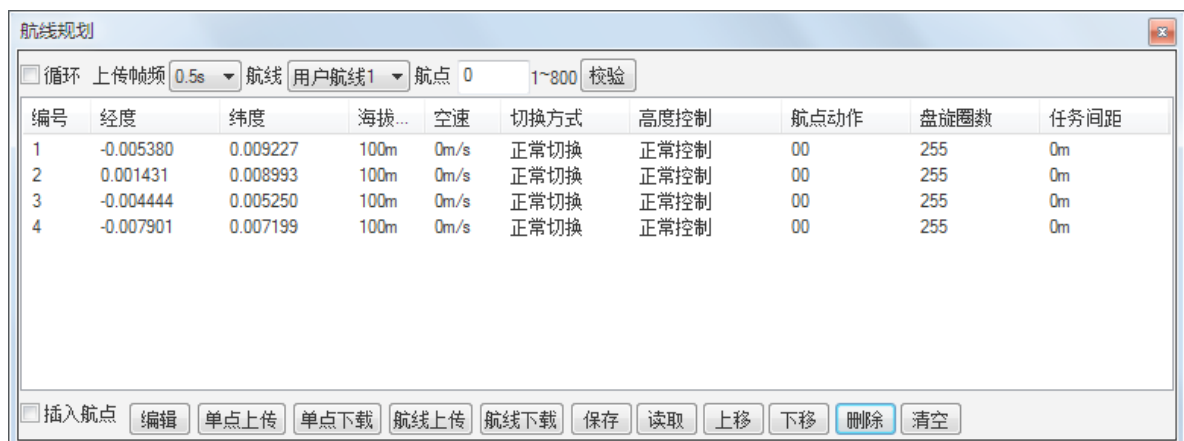 航线规划
循环 上传帧频 0.5s 航线 用户航线1 航点 0 1~800 校验
编号 经度 纬度 海拔... 空速 切换方式 高度控制 航点动作 盘旋圈数 任务间距
1 -0.005380 0.009227 100m 0m/s 正常切换 正常控制 00 255 0m
2 0.001431 0.008993 100m 0m/s 正常切换 正常控制 00 255 0m
3 -0.004444 0.005250 100m 0m/s 正常切换 正常控制 00 255 0m
4 -0.007901 0.007199 100m 0m/s 正常切换 正常控制 00 255 0m
插入航点 编辑 单点上传 单点下载 航线上传 航线下载 保存 读取 上移 下移 删除 清空